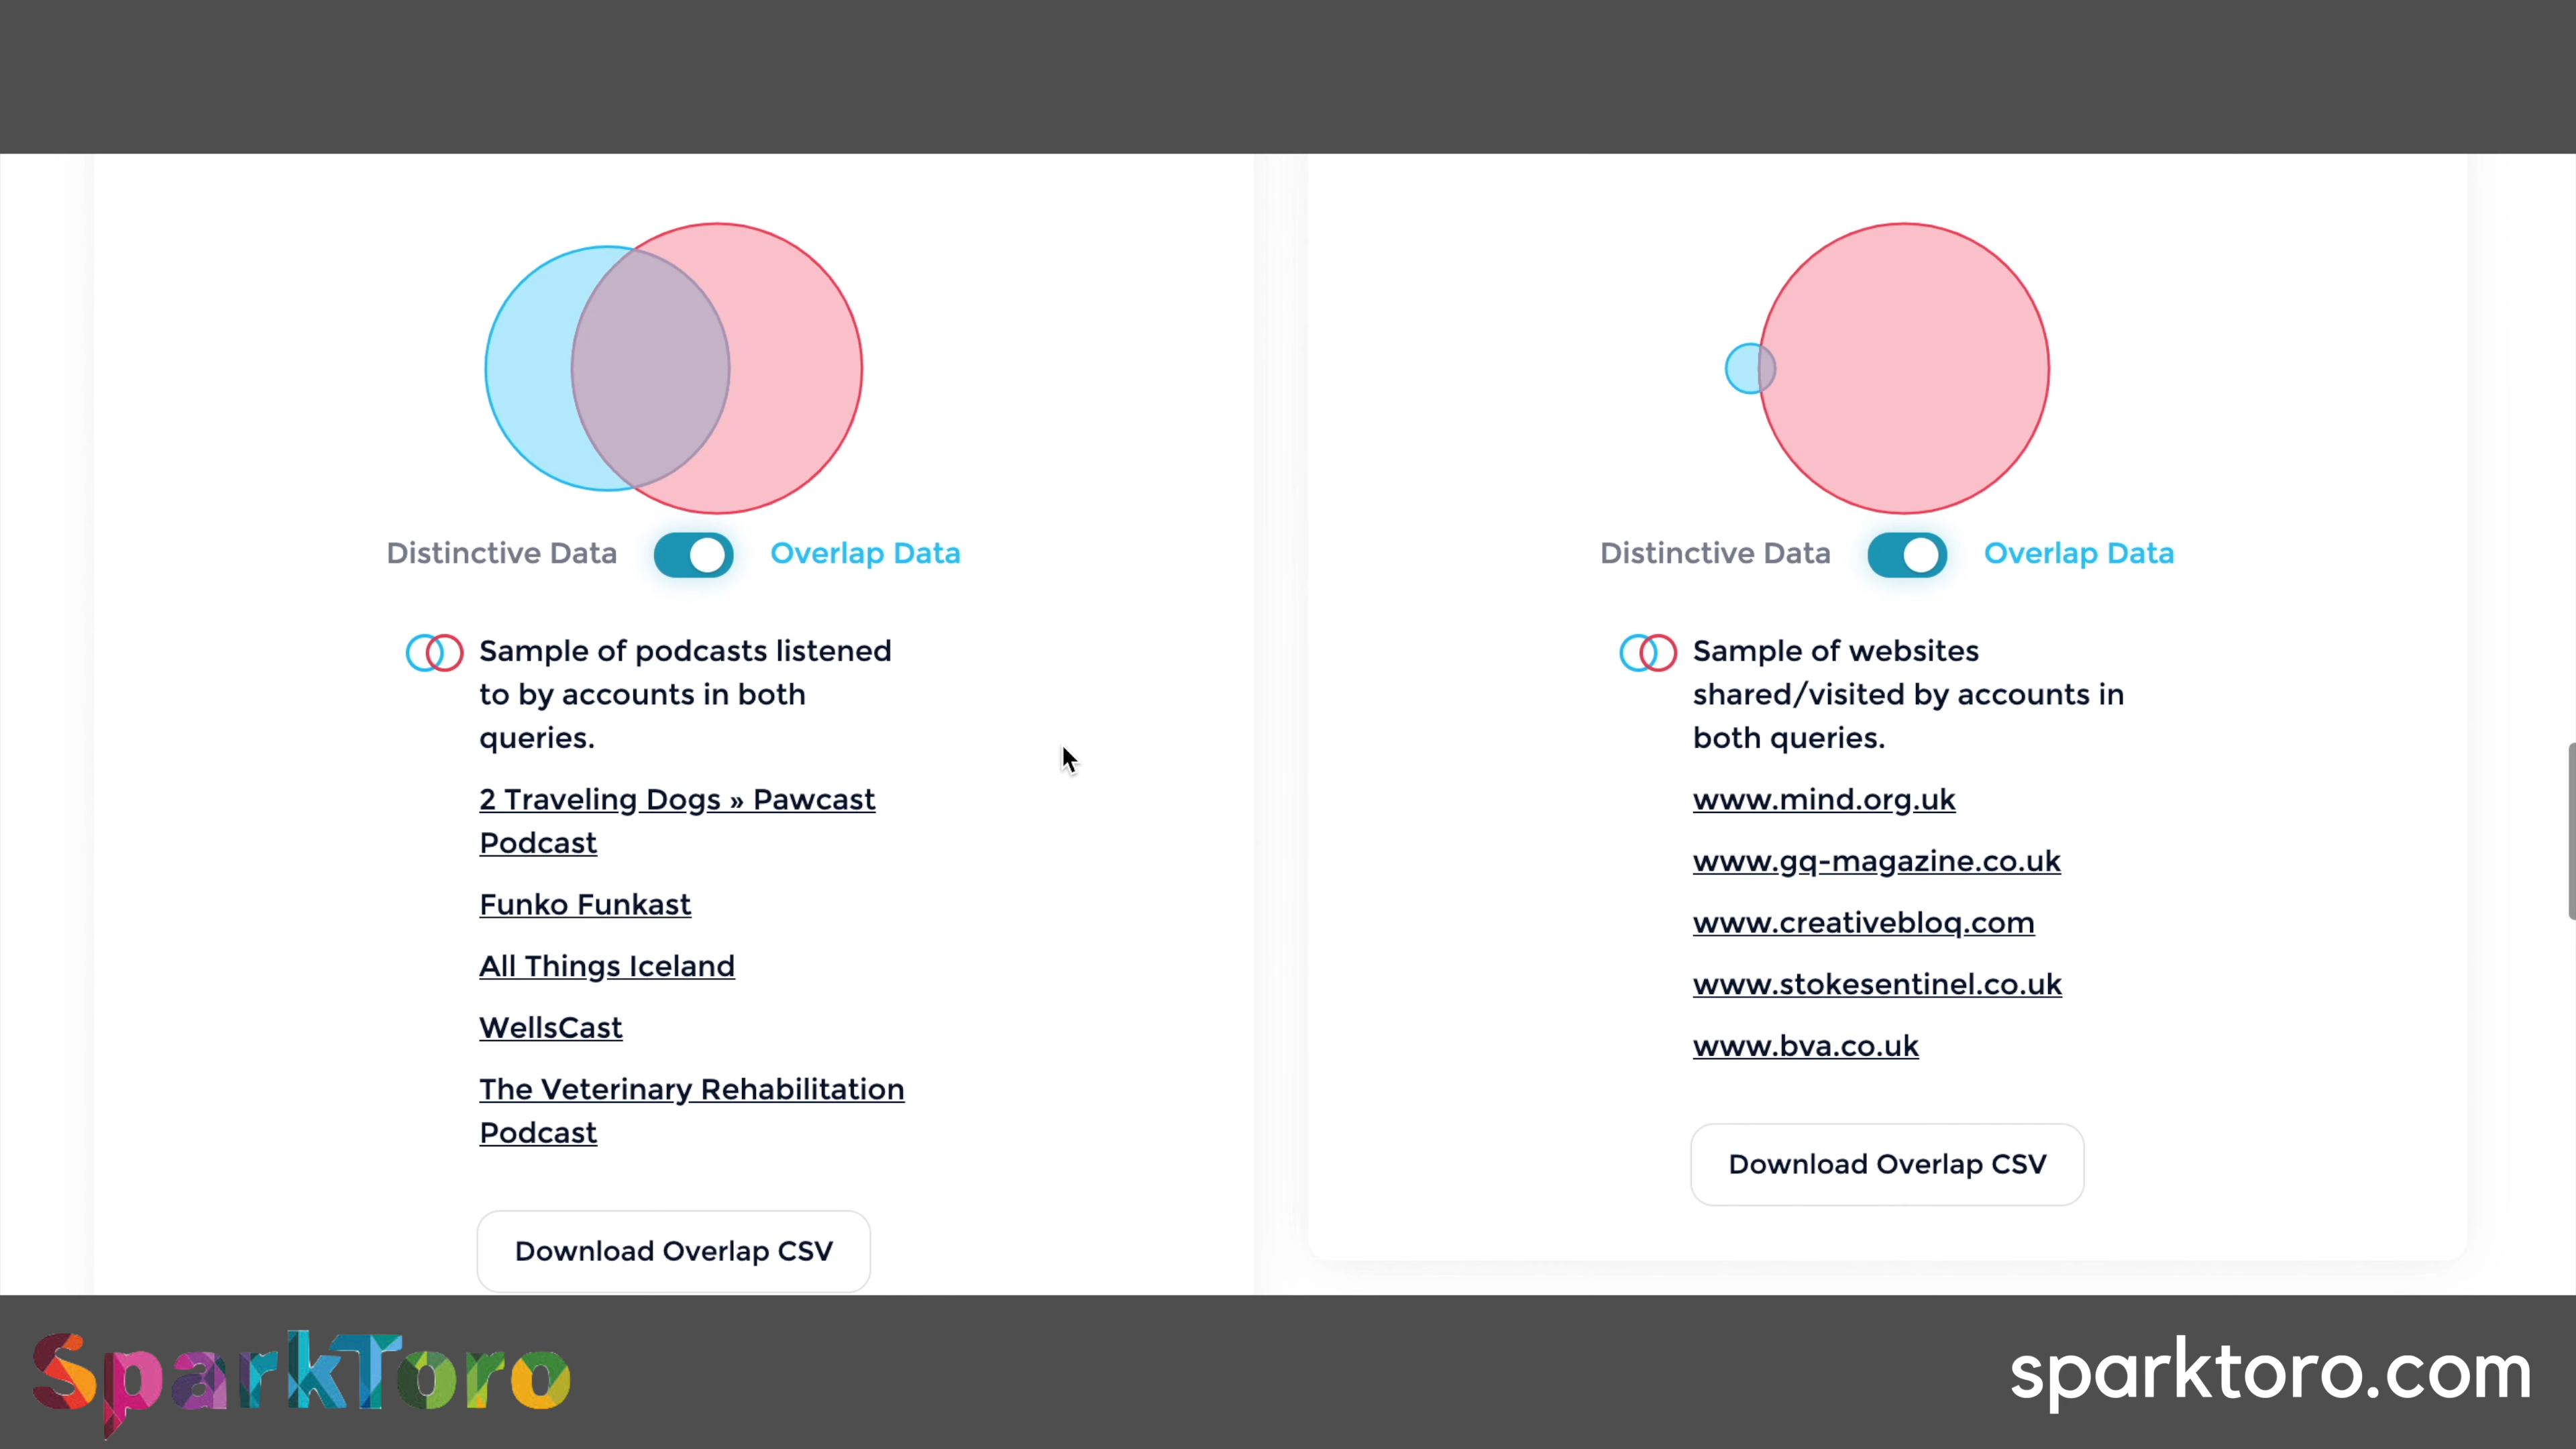 Distinctive Data
Overlap Data
Sample of podcasts listened
to by accounts in both
queries.
2 Traveling Dogs » Pawcast
Podcast
Funko Funkast
All Things Iceland
WellsCast
The Veterinary Rehabilitation
Podcast
Download Overlap CSV
Distinctive Data
Overlap Data
Sample of websites
shared/visited by accounts in
both queries.
www.mind.org.uk
www.gq-magazine.co.uk
www.creativebloq.com
www.stokesentinel.co.uk
www.bva.co.uk
Download Overlap CSV
SparkToro
sparktoro.com